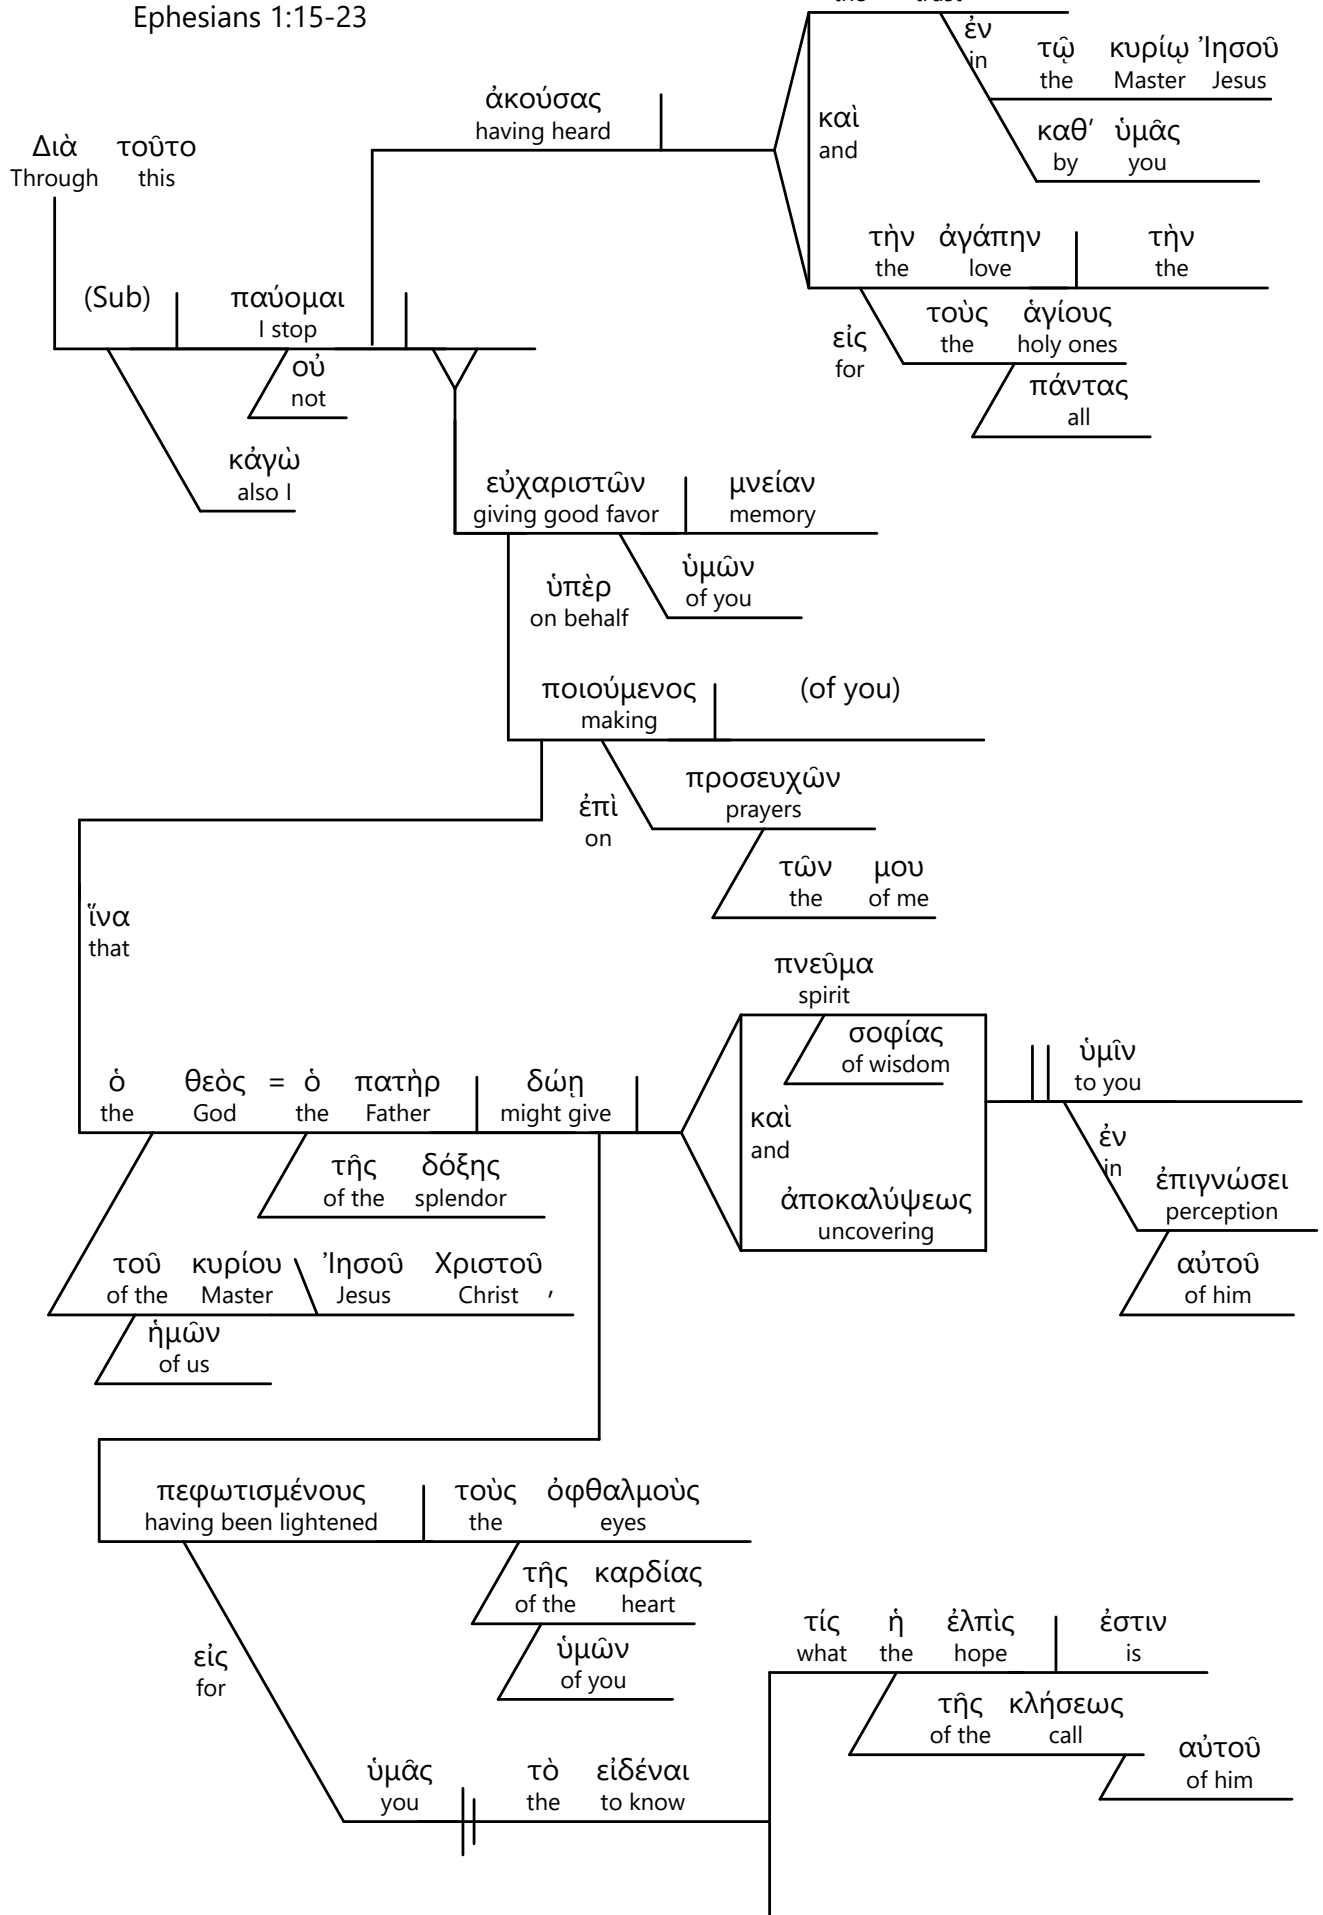 Ephesians 1:15-23
ἐν
in
τῷ κυρίῳ Ἰησοῦ
the Master Jesus
ἀκούσας
having heard
καὶ
and
καθ’ ὑμᾶς
by you
Διὰ τοῦτο
Through this
τὴν ἀγάπην τὴν
the love the
(Sub) παύομαι
I stop
εἰς
for
τοὺς ἁγίους
the holy ones
οὐ
not
πάντας
all
κἀγὼ
also I
εὐχαριστῶν μνείαν
giving good favor memory
ὑπὲρ
on behalf
ὑμῶν
of you
ποιούμενος (of you)
making
ἐπὶ
on
προσευχῶν
prayers
τῶν μου
the of me
ἵνα
that
πνεῦμα
spirit
σοφίας
of wisdom
ὁ θεὸς = ὁ πατὴρ δώῃ
the God the Father might give
καὶ
and
ὑμῖν
to you
ἐν
in
τῆς δόξης
of the splendor
ἀποκαλύψεως
uncovering
ἐπιγνώσει
perception
τοῦ κυρίου Ἰησοῦ Χριστοῦ
of the Master Jesus Christ ,
αὐτοῦ
of him
ἡμῶν
of us
πεφωτισμένους τοὺς ὀφθαλμοὺς
having been lightened the eyes
τῆς καρδίας
of the heart
εἰς
for
ὑμῶν
of you
τίς ἡ ἐλπὶς ἐστιν
what the hope is
τῆς κλήσεως
of the call
αὐτοῦ
of him
ὑμᾶς τὸ εἰδέναι
you the to know